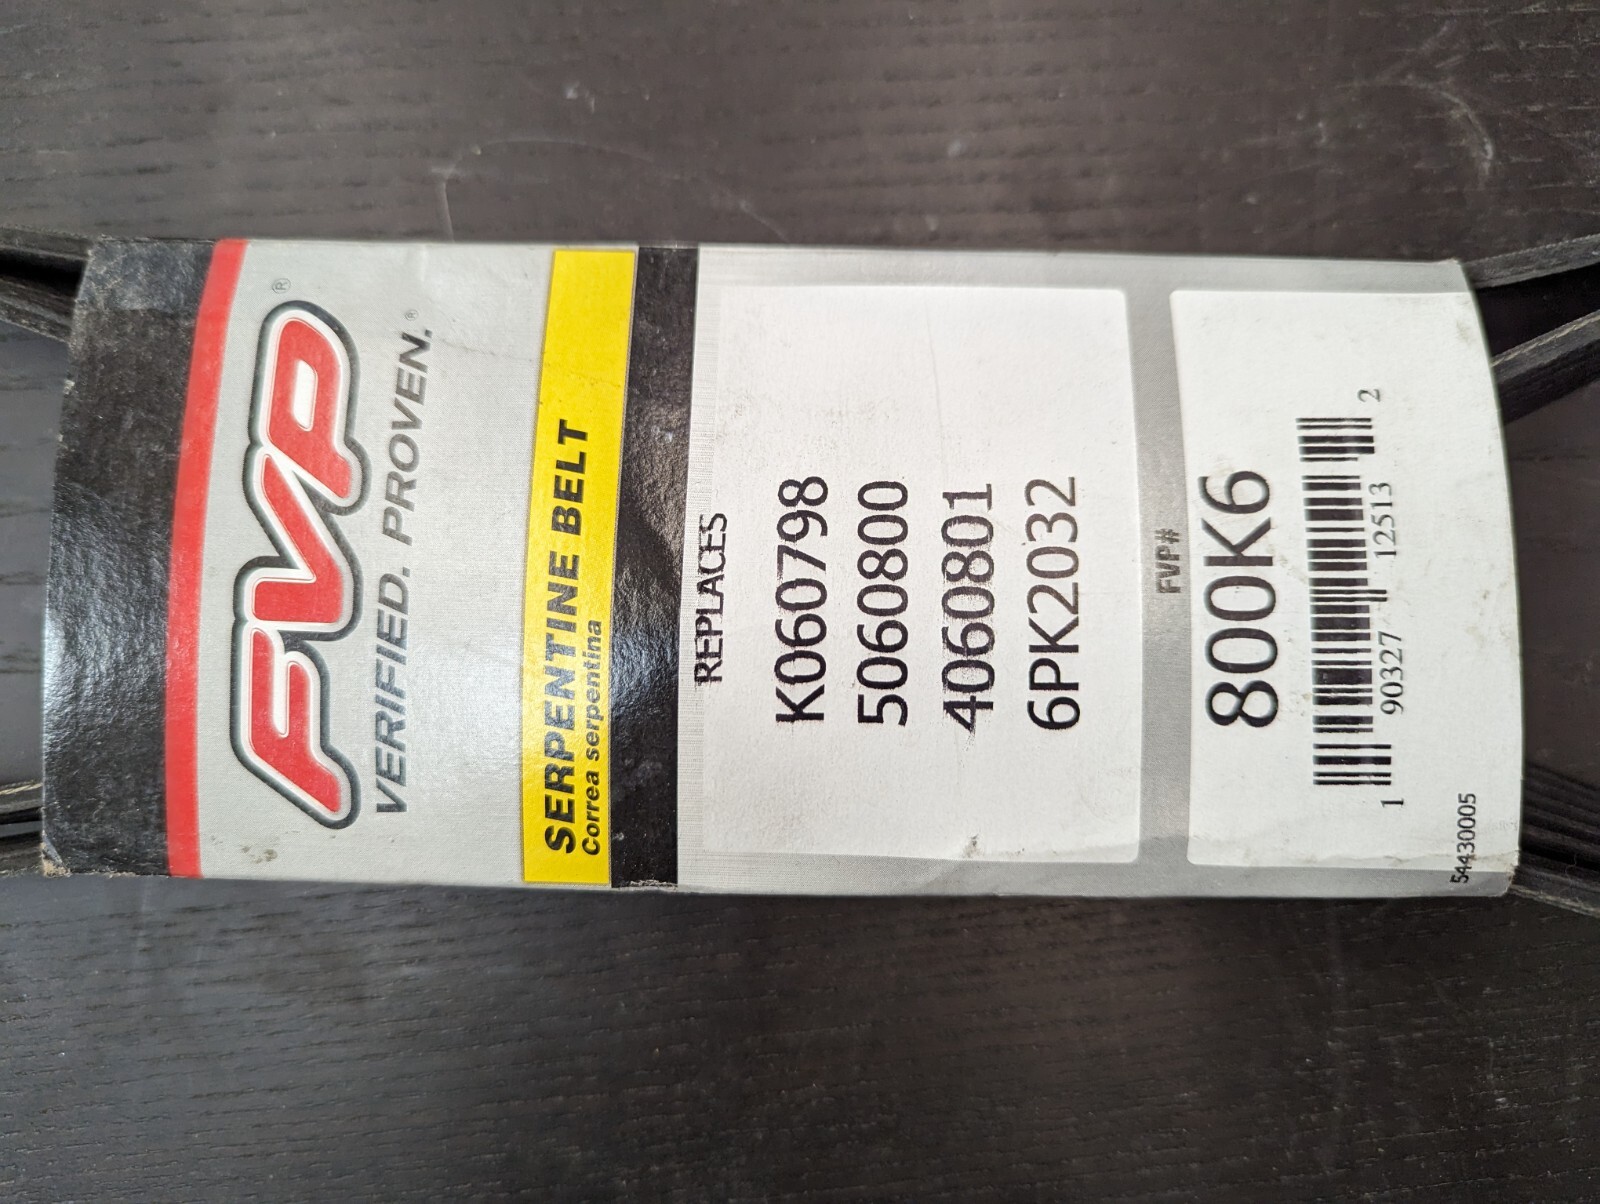 FVP®
VERIFIED. PROVEN.®
SERPENTINE BELT
Correa serpentina
REPLACES
K060798
5060800
4060801
6PK2032
FVP#
800K6
1 90327 12513 2
54430005